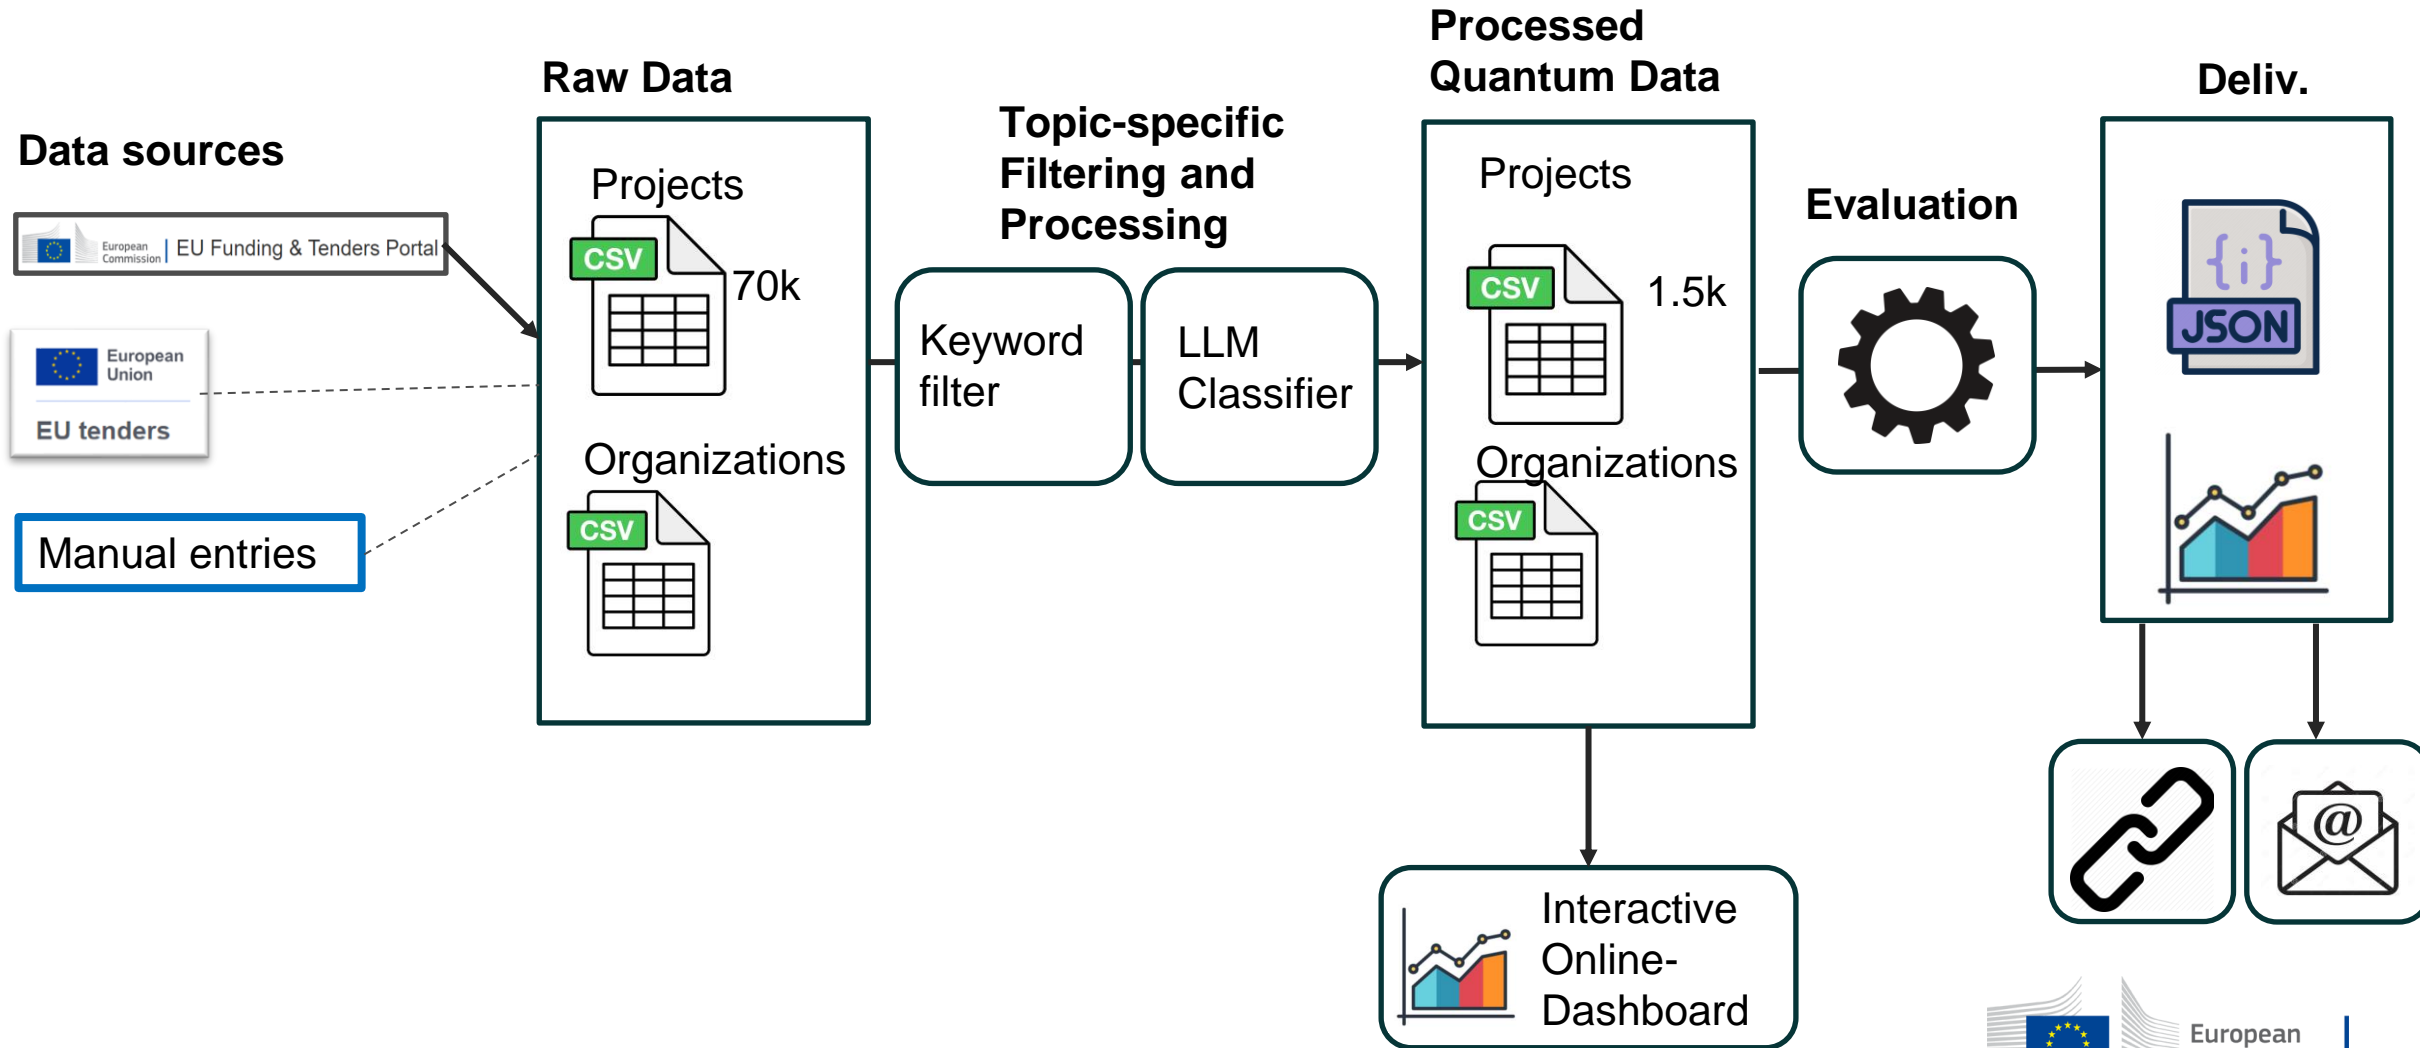 Data sources
European
Commission
EU Funding & Tenders Portal
European
Union
EU tenders
Manual entries
Raw Data
Projects
CSV
70k
Organizations
CSV
Topic-specific
Filtering and
Processing
Keyword
filter
LLM
Classifier
Processed
Quantum Data
Projects
CSV
1.5k
Organizations
CSV
Interactive
Online-
Dashboard
Evaluation
Deliv.
{i}
JSON
@
European